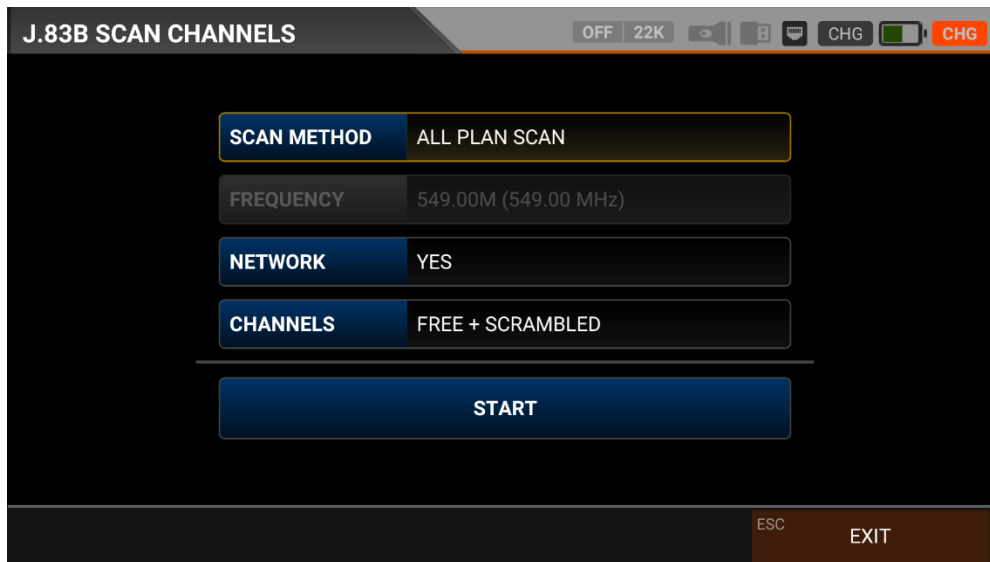 J.83B SCAN CHANNELS OFF 22K CHG CHG
SCAN METHOD ALL PLAN SCAN
FREQUENCY 549.00M (549.00 MHz)
NETWORK YES
CHANNELS FREE + SCRAMBLED
START
ESC EXIT